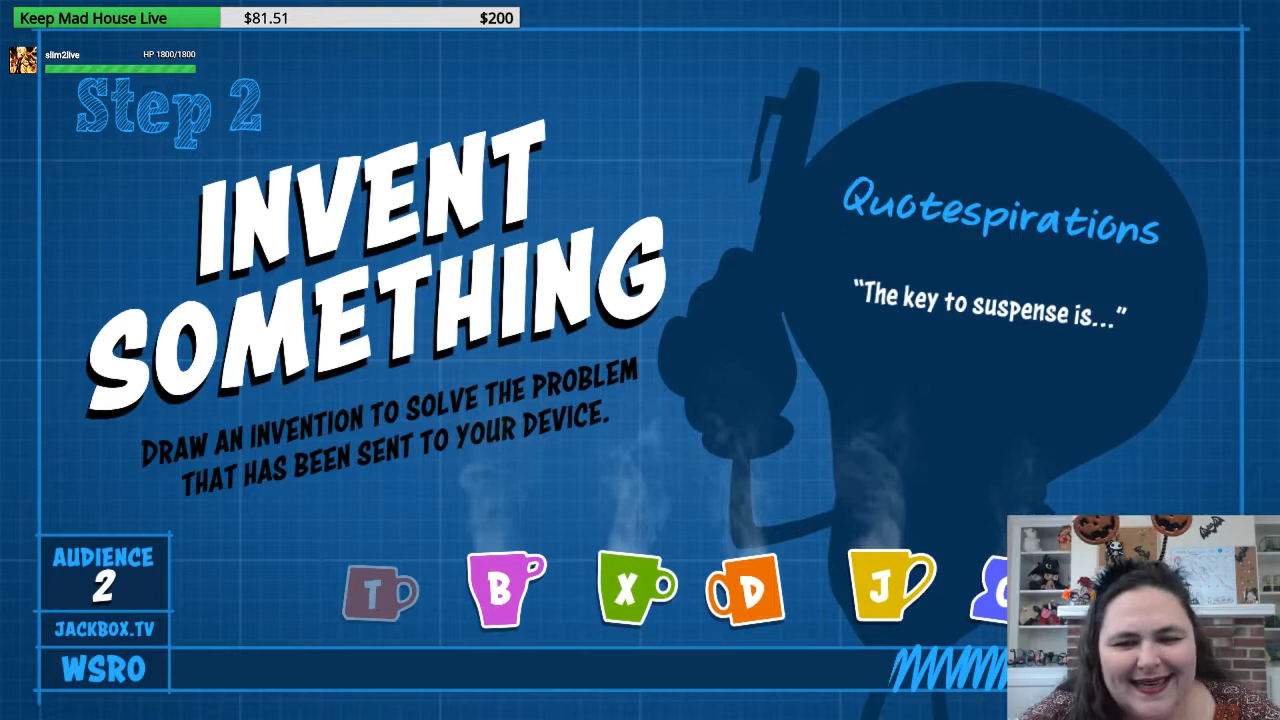 Keep Mad House Live $81.51 $200
slim2live HP 1800/1800
Step 2
INVENT
SOMETHING
DRAW AN INVENTION TO SOLVE THE PROBLEM
THAT HAS BEEN SENT TO YOUR DEVICE.
Quotespirations
“The key to suspense is...”
T B X D J
AUDIENCE
2
JACKBOX.TV
WSRO